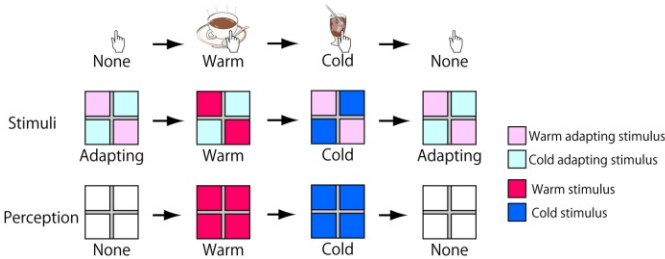 None
Warm
Cold
None
Stimuli
Adapting
Warm
Cold
Adapting
Warm adapting stimulus
Cold adapting stimulus
Warm stimulus
Cold stimulus
Perception
None
Warm
Cold
None